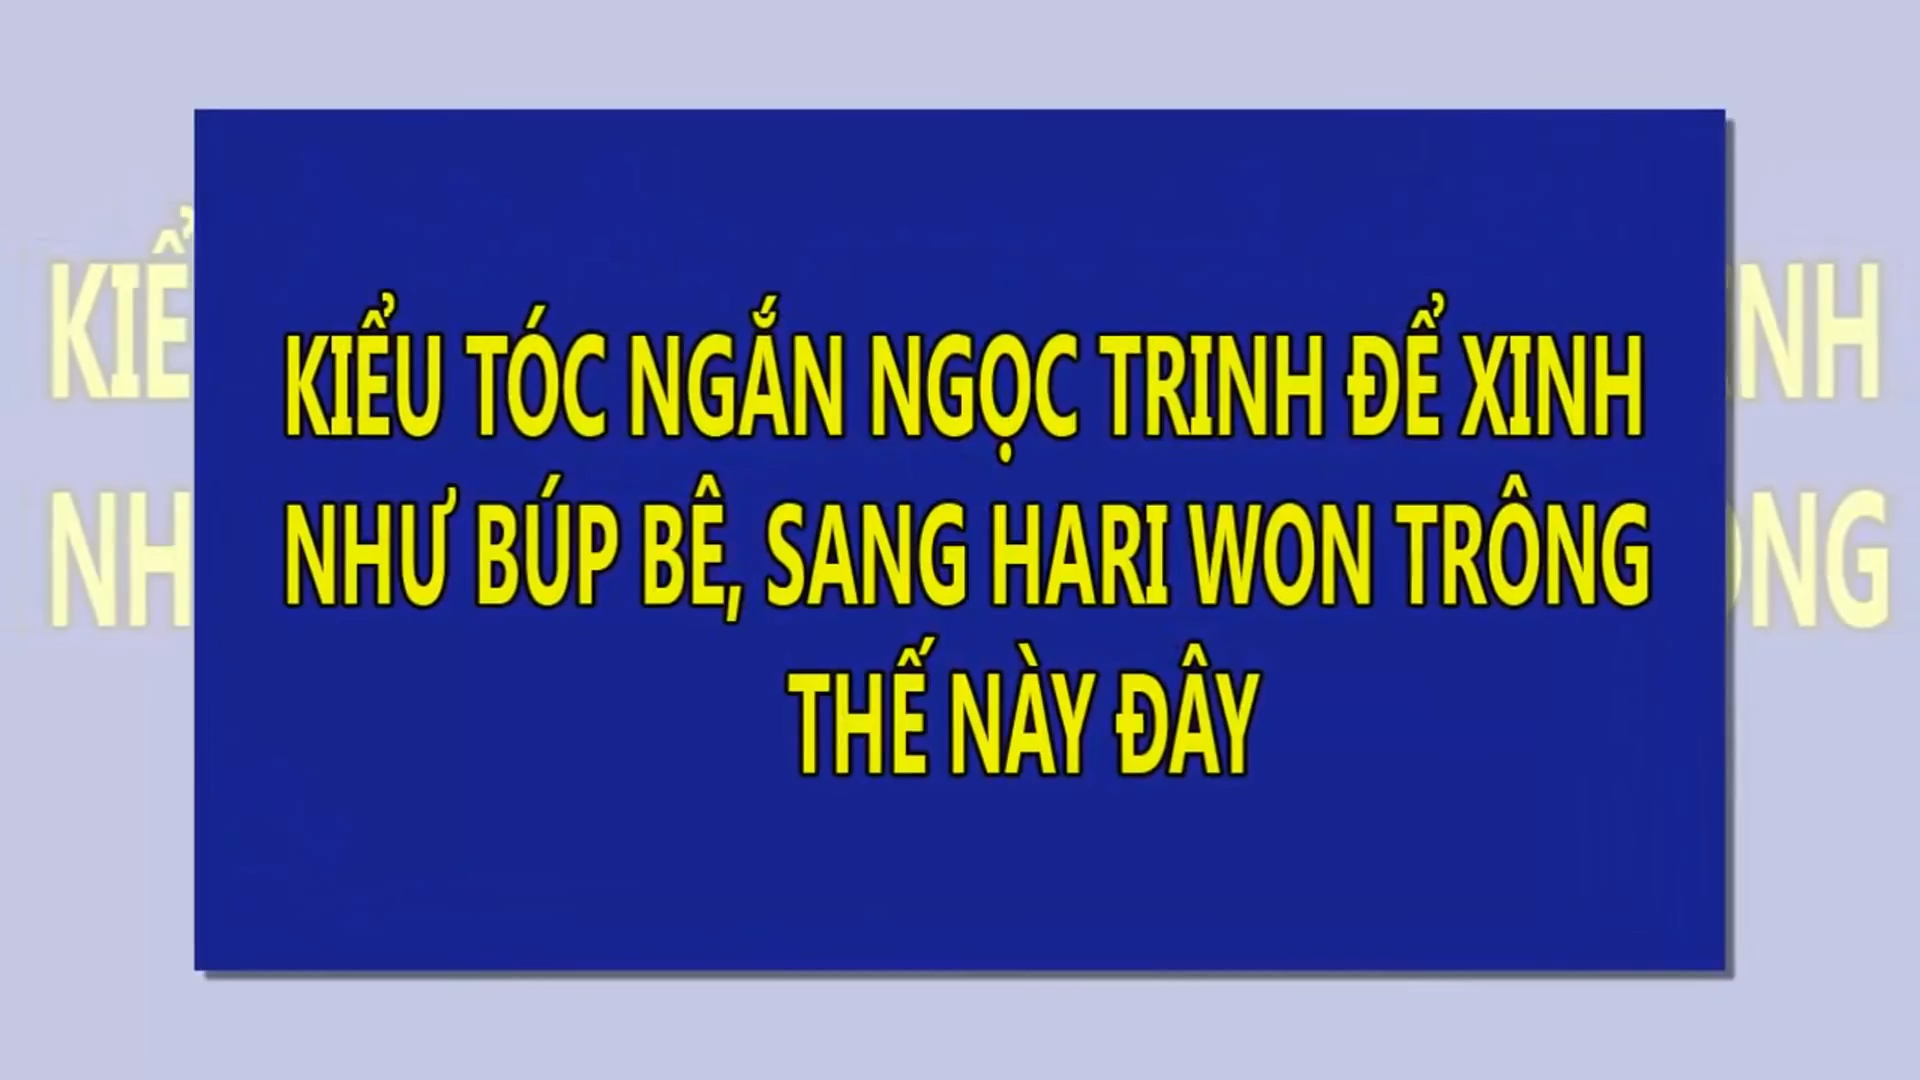 KIỂU TÓC NGẮN NGỌC TRINH ĐỂ XINH
NHƯ BÚP BÊ, SANG HARI WON TRÔNG
THẾ NÀY ĐÂY